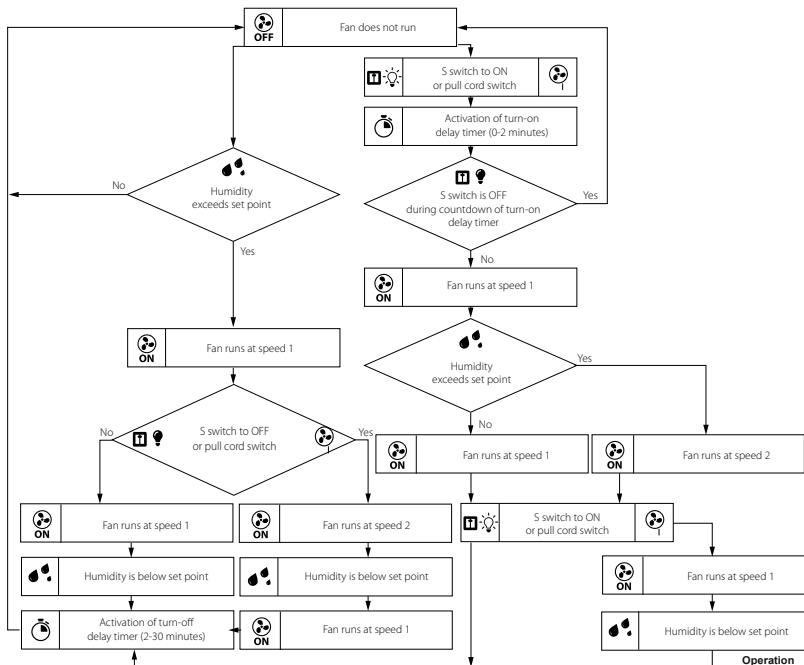 OFF
Fan does not run
S switch to ON
or pull cord switch
Activation of turn-on
delay timer (0-2 minutes)
No
Humidity
exceeds set point
Yes
S switch is OFF
during countdown of turn-on
delay timer
Yes
No
ON
Fan runs at speed 1
ON
Fan runs at speed 1
Humidity
exceeds set point
Yes
No
No
S switch to OFF
or pull cord switch
Yes
ON
Fan runs at speed 1
ON
Fan runs at speed 2
ON
Fan runs at speed 1
ON
Fan runs at speed 2
S switch to ON
or pull cord switch
Humidity is below set point
Humidity is below set point
ON
Fan runs at speed 1
Activation of turn-off
delay timer (2-30 minutes)
ON
Fan runs at speed 1
Humidity is below set point
Operation